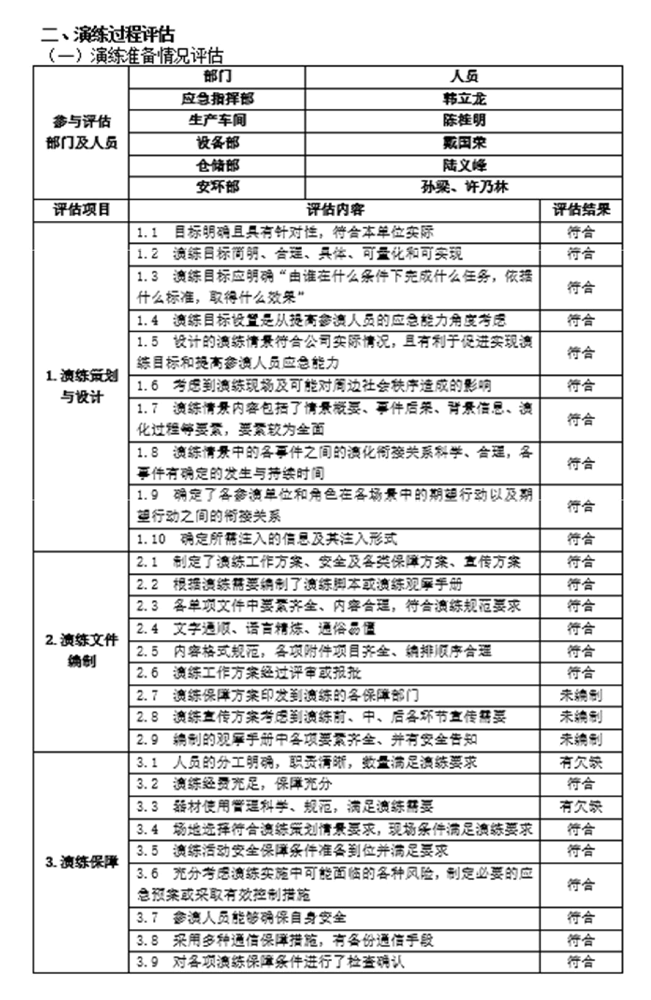 二、演练过程评估
（一）演练准备情况评估
参与评估
部门及人员
部门 人员
应急指挥部 韩立龙
生产车间 陈桂明
设备部 戴国荣
仓储部 陆义峰
安环部 孙梁、许乃林
评估项目 评估内容 评估结果
1.演练策划
与设计
1.1 目标明确且具有针对性，符合本单位实际 符合
1.2 演练目标简明、合理、具体、可量化和可实现 符合
1.3 演练目标应明确“由谁在什么条件下完成什么任务，依据
什么标准，取得什么效果” 符合
1.4 演练目标设置是从提高参演人员的应急能力角度考虑 符合
1.5 设计的演练情景符合公司实际情况，且有利于促进实现演
练目标和提高参演人员应急能力 符合
1.6 考虑到演练现场及可能对周边社会秩序造成的影响 符合
1.7 演练情景内容包括了情景概要、事件后果、背景信息、演
化过程等要素，要素较为全面 符合
1.8 演练情景中的各事件之间的演化衔接关系科学、合理，各
事件有确定的发生与持续时间 符合
1.9 确定了各参演单位和角色在各场景中的期望行动以及期
望行动之间的衔接关系 符合
1.10 确定所需注入的信息及其注入形式 符合
2.演练文件
编制
2.1 制定了演练工作方案、安全及各类保障方案、宣传方案 符合
2.2 根据演练需要编制了演练脚本或演练观摩手册 符合
2.3 各单项文件中要素齐全、内容合理，符合演练规范要求 符合
2.4 文字通顺、语言精炼、通俗易懂 符合
2.5 内容格式规范，各项附件项目齐全、编排顺序合理 符合
2.6 演练工作方案经过评审或报批 符合
2.7 演练保障方案印发到演练的各保障部门 未编制
2.8 演练宣传方案考虑到演练前、中、后各环节宣传需要 未编制
2.9 编制的观摩手册中各项要素齐全、并有安全告知 未编制
3.演练保障
3.1 人员的分工明确，职责清晰，数量满足演练要求 有欠缺
3.2 演练经费充足，保障充分 符合
3.3 器材使用管理科学、规范，满足演练需要 有欠缺
3.4 场地选择符合演练策划情景要求，现场条件满足演练要求 符合
3.5 演练活动安全保障条件准备到位并满足要求 符合
3.6 充分考虑演练实施中可能面临的各种风险，制定必要的应
急预案或采取有效控制措施 符合
3.7 参演人员能够确保自身安全 符合
3.8 采用多种通信保障措施，有备份通信手段 符合
3.9 对各项演练保障条件进行了检查确认 符合